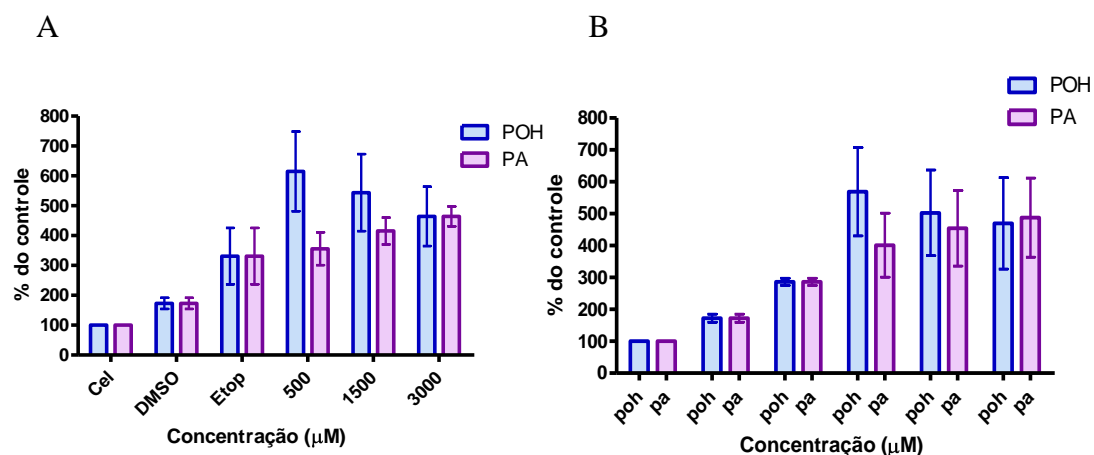 A
POH
PA
% do controle
800
700
600
500
400
300
200
100
0
Cel DMSO Etop 500 1500 3000
Concentração (µM)
B
POH
PA
% do controle
800
700
600
500
400
300
200
100
0
poh pa poh pa poh pa poh pa poh pa poh pa
Concentração (µM)